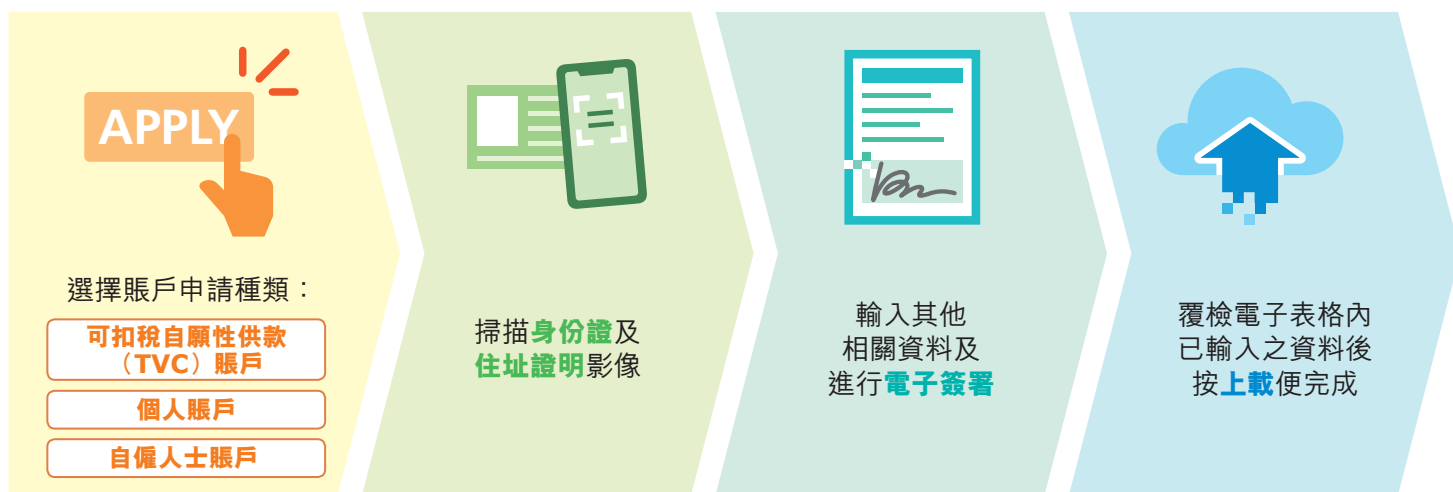 APPLY
選擇賬戶申請種類：
可扣稅自願性供款
（TVC）賬戶
個人賬戶
自僱人士賬戶
掃描身份證及
住址證明影像
輸入其他
相關資料及
進行電子簽署
覆檢電子表格內
已輸入之資料後
按上載便完成